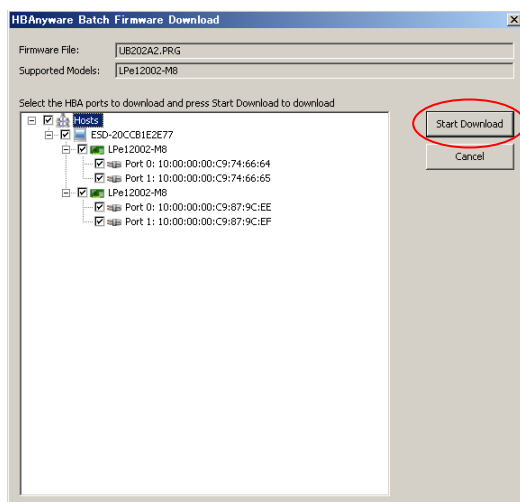 HBAnyware Batch Firmware Download
Firmware File: UB202A2.PRG
Supported Models: LPe12002-M8
Select the HBA ports to download and press Start Download to download
Hosts
Start Download
ESD-20CCB1E2E77
LPe12002-M8
Cancel
Port 0: 10:00:00:00:C9:74:66:64
Port 1: 10:00:00:00:C9:74:66:65
LPe12002-M8
Port 0: 10:00:00:00:C9:87:9C:EE
Port 1: 10:00:00:00:C9:87:9C:EF